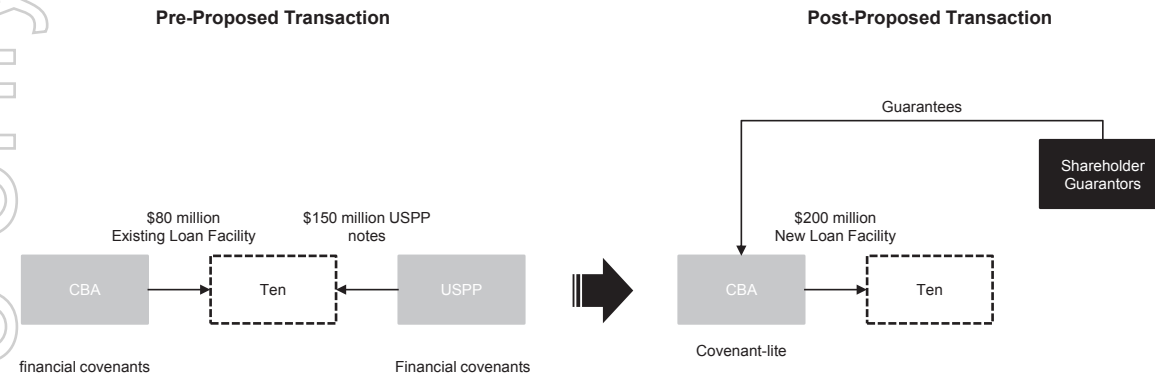 Pre-Proposed Transaction
$80 million
Existing Loan Facility
$150 million USPP
notes
CBA
Ten
USPP
financial covenants
Financial covenants
Post-Proposed Transaction
Guarantees
Shareholder
Guarantors
$200 million
New Loan Facility
CBA
Ten
Covenant-lite